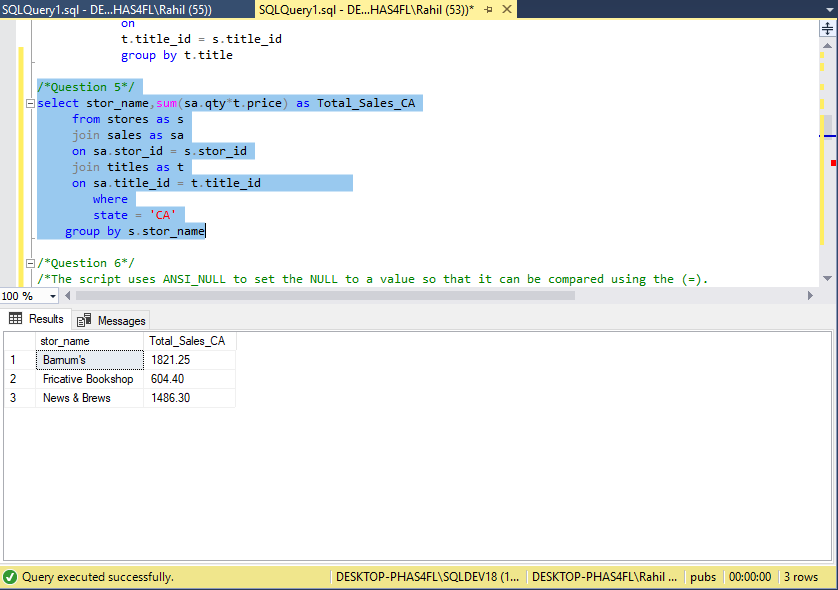 SQLQuery1.sql - DE...HAS4FL\Rahil (55))
SQLQuery1.sql - DE...HAS4FL\Rahil (53))*
on
t.title_id = s.title_id
group by t.title
/*Question 5*/
select stor_name,sum(sa.qty*t.price) as Total_Sales_CA
from stores as s
join sales as sa
on sa.stor_id = s.stor_id
join titles as t
on sa.title_id = t.title_id
where
state = 'CA'
group by s.stor_name
/*Question 6*/
/*The script uses ANSI_NULL to set the NULL to a value so that it can be compared using the (=).
100 %
Results Messages
stor_name Total_Sales_CA
1 Barnum's 1821.25
2 Fricative Bookshop 604.40
3 News & Brews 1486.30
Query executed successfully. DESKTOP-PHAS4FL\SQLDEV18 (1... DESKTOP-PHAS4FL\Rahil ... pubs 00:00:00 3 rows